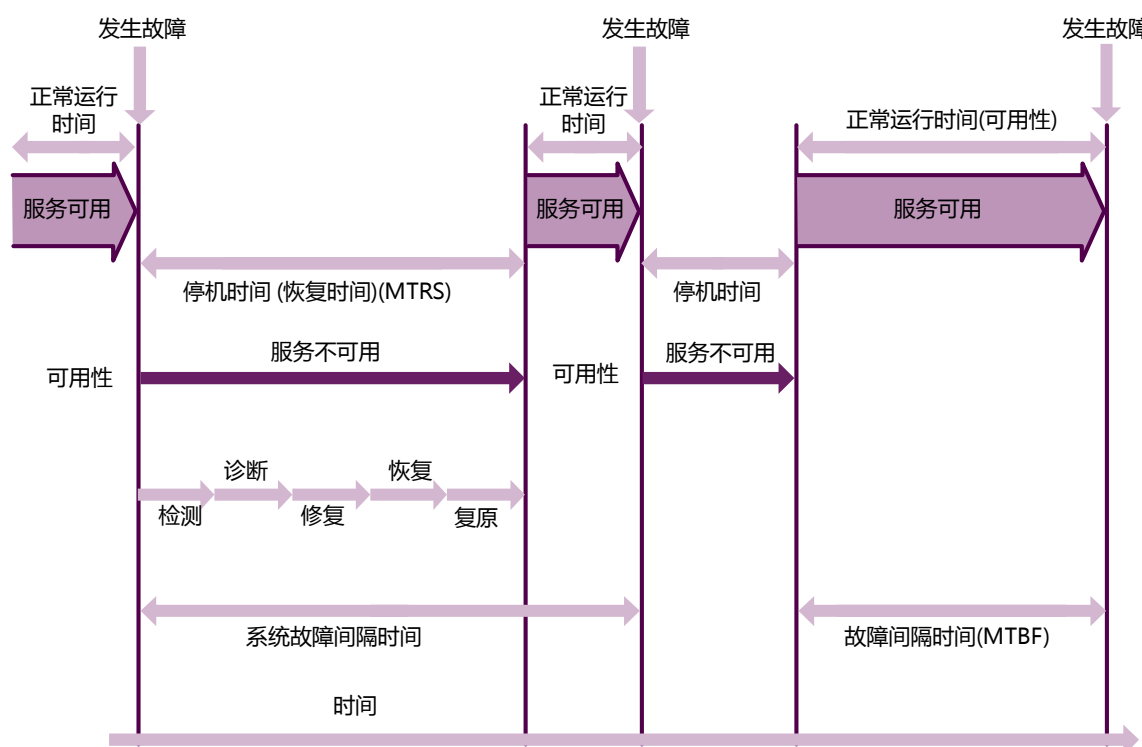 发生故障
发生故障
发生故障
正常运行
时间
正常运行
时间
正常运行时间(可用性)
服务可用
服务可用
服务可用
停机时间 (恢复时间)(MTRS)
停机时间
服务不可用
服务不可用
可用性
可用性
诊断
恢复
检测
修复
复原
系统故障间隔时间
故障间隔时间(MTBF)
时间